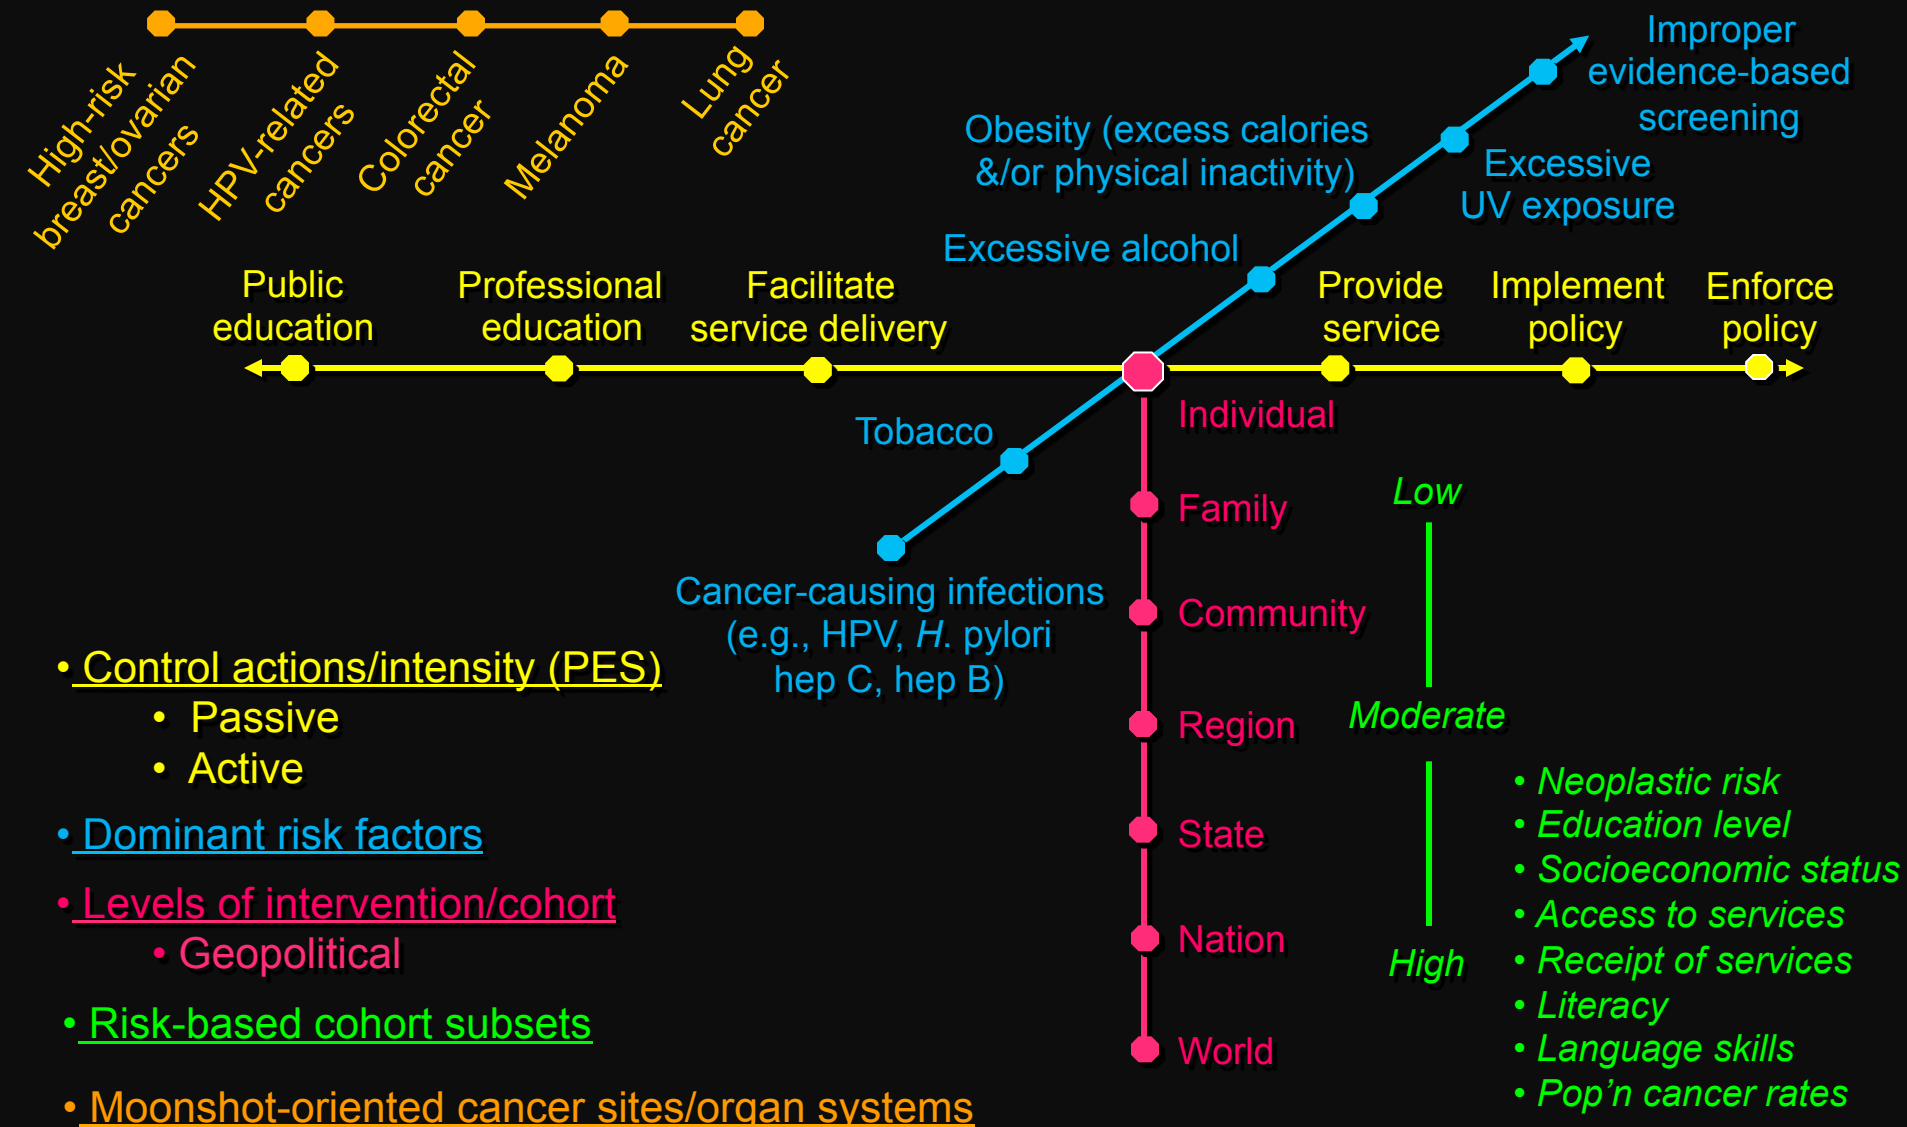 High-risk
breast/ovarian
cancers
HPV-related
cancers
Colorectal
cancer
Melanoma
Lung
cancer
Improper
evidence-based
screening
Obesity (excess calories
&/or physical inactivity)
Excessive
UV exposure
Excessive alcohol
Public
education
Professional
education
Facilitate
service delivery
Provide
service
Implement
policy
Enforce
policy
Tobacco
Cancer-causing infections
(e.g., HPV, H. pylori
hep C, hep B)
Individual
Family
Community
Region
State
Nation
World
Low
Moderate
High
• Neoplastic risk
• Education level
• Socioeconomic status
• Access to services
• Receipt of services
• Literacy
• Language skills
• Pop’n cancer rates
• Control actions/intensity (PES)
• Passive
• Active
• Dominant risk factors
• Levels of intervention/cohort
• Geopolitical
• Risk-based cohort subsets
• Moonshot-oriented cancer sites/organ systems